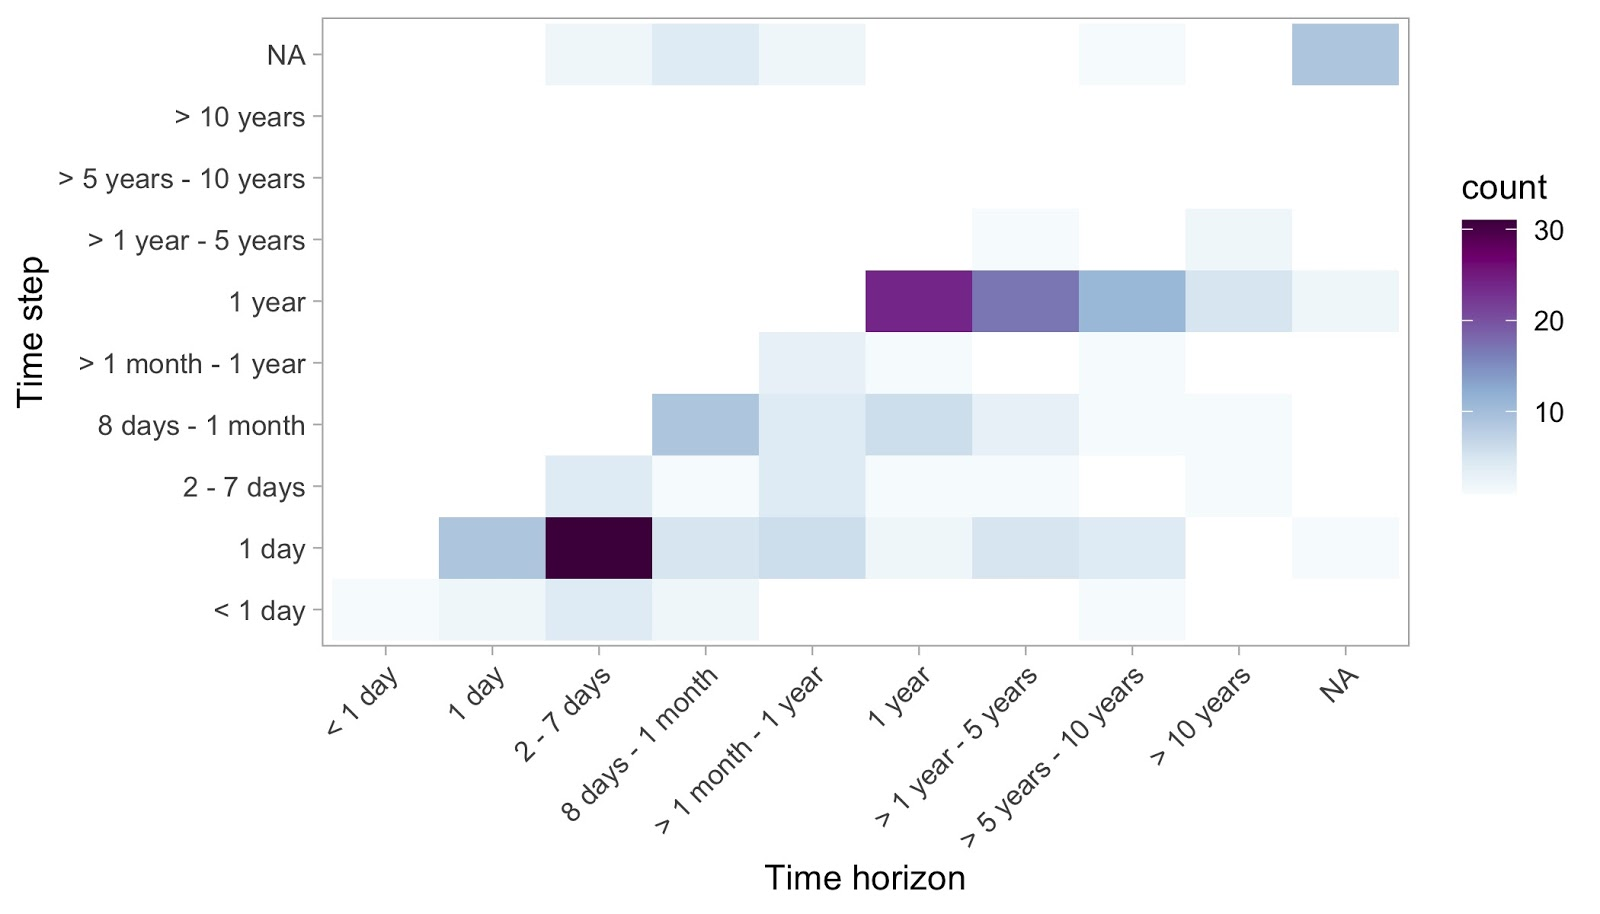 NA
> 10 years
> 5 years - 10 years
> 1 year - 5 years
1 year
> 1 month - 1 year
8 days - 1 month
2 - 7 days
1 day
< 1 day
Time step
< 1 day
1 day
2 - 7 days
8 days - 1 month
> 1 month - 1 year
1 year
> 1 year - 5 years
> 5 years - 10 years
> 10 years
NA
Time horizon
count
30
20
10